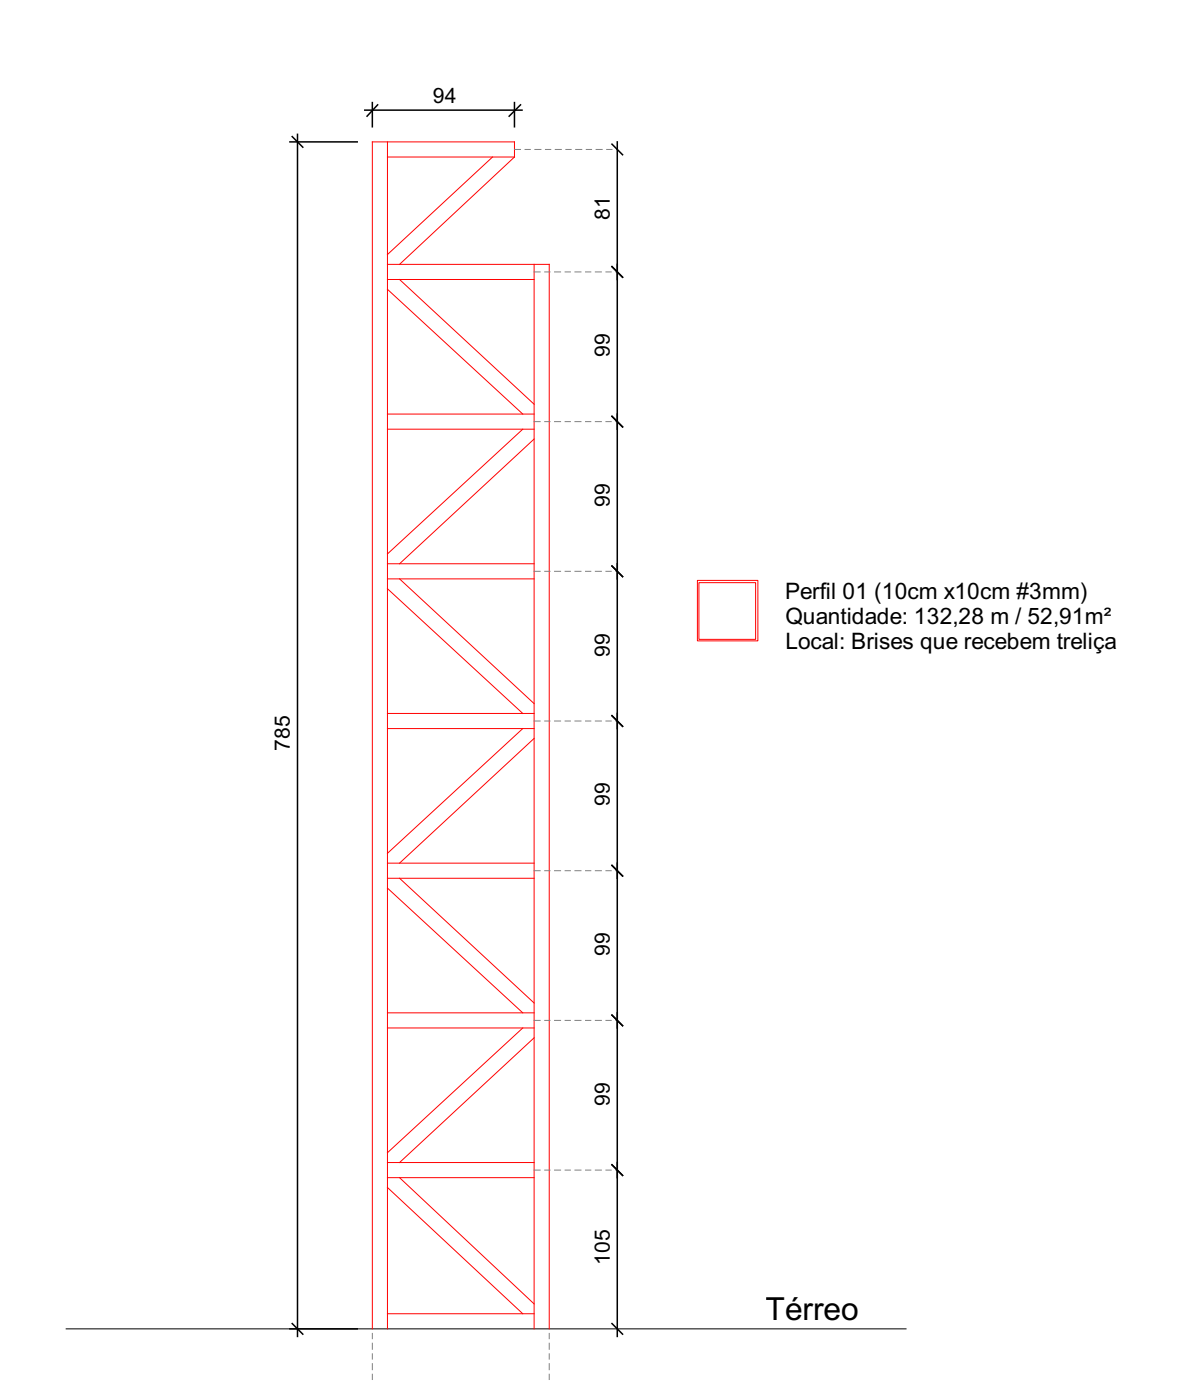 94
81
99
99
Perfil 01 (10cm x10cm #3mm)
Quantidade: 132,28 m / 52,91m²
Local: Brises que recebem treliça
99
785
99
99
99
105
Térreo